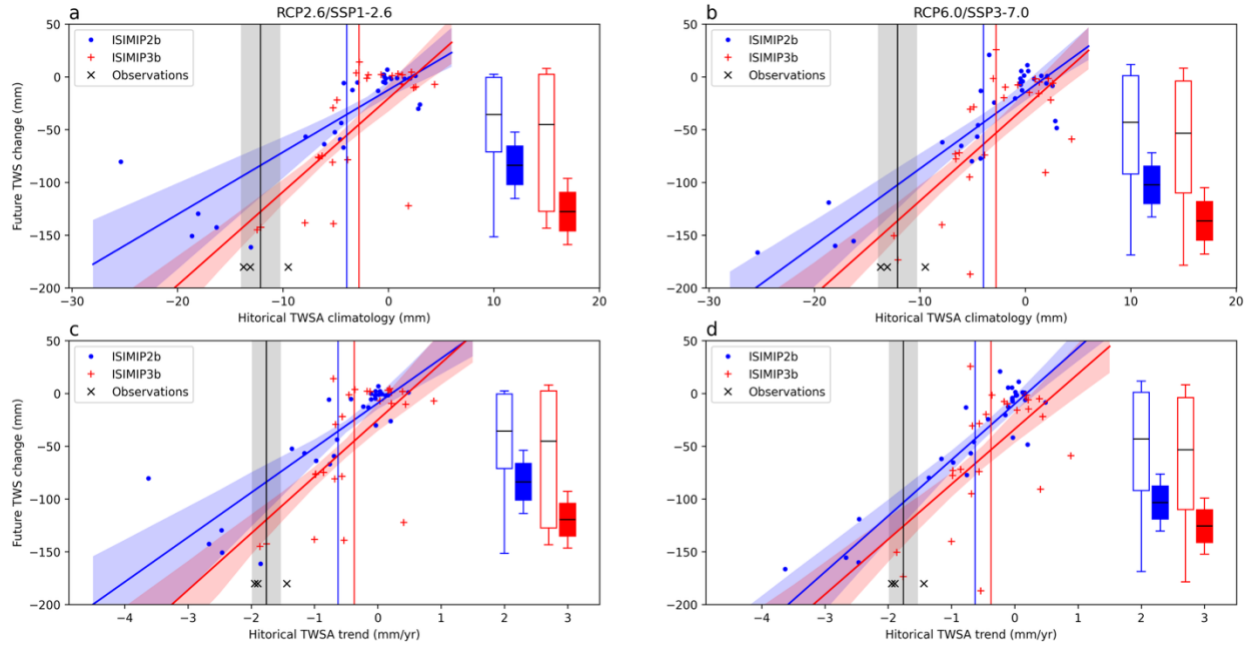 RCP2.6/SSP1-2.6
RCP6.0/SSP3-7.0
a
50
0
−50
−100
−150
−200
Future TWS change (mm)
ISIMIP2b
ISIMIP3b
Observations
−30
−20
−10
0
10
20
Hitorical TWSA climatology (mm)
b
50
0
−50
−100
−150
−200
ISIMIP2b
ISIMIP3b
Observations
−30
−20
−10
0
10
20
Hitorical TWSA climatology (mm)
c
50
0
−50
−100
−150
−200
Future TWS change (mm)
ISIMIP2b
ISIMIP3b
Observations
−4
−3
−2
−1
0
1
2
3
Hitorical TWSA trend (mm/yr)
d
50
0
−50
−100
−150
−200
ISIMIP2b
ISIMIP3b
Observations
−4
−3
−2
−1
0
1
2
3
Hitorical TWSA trend (mm/yr)